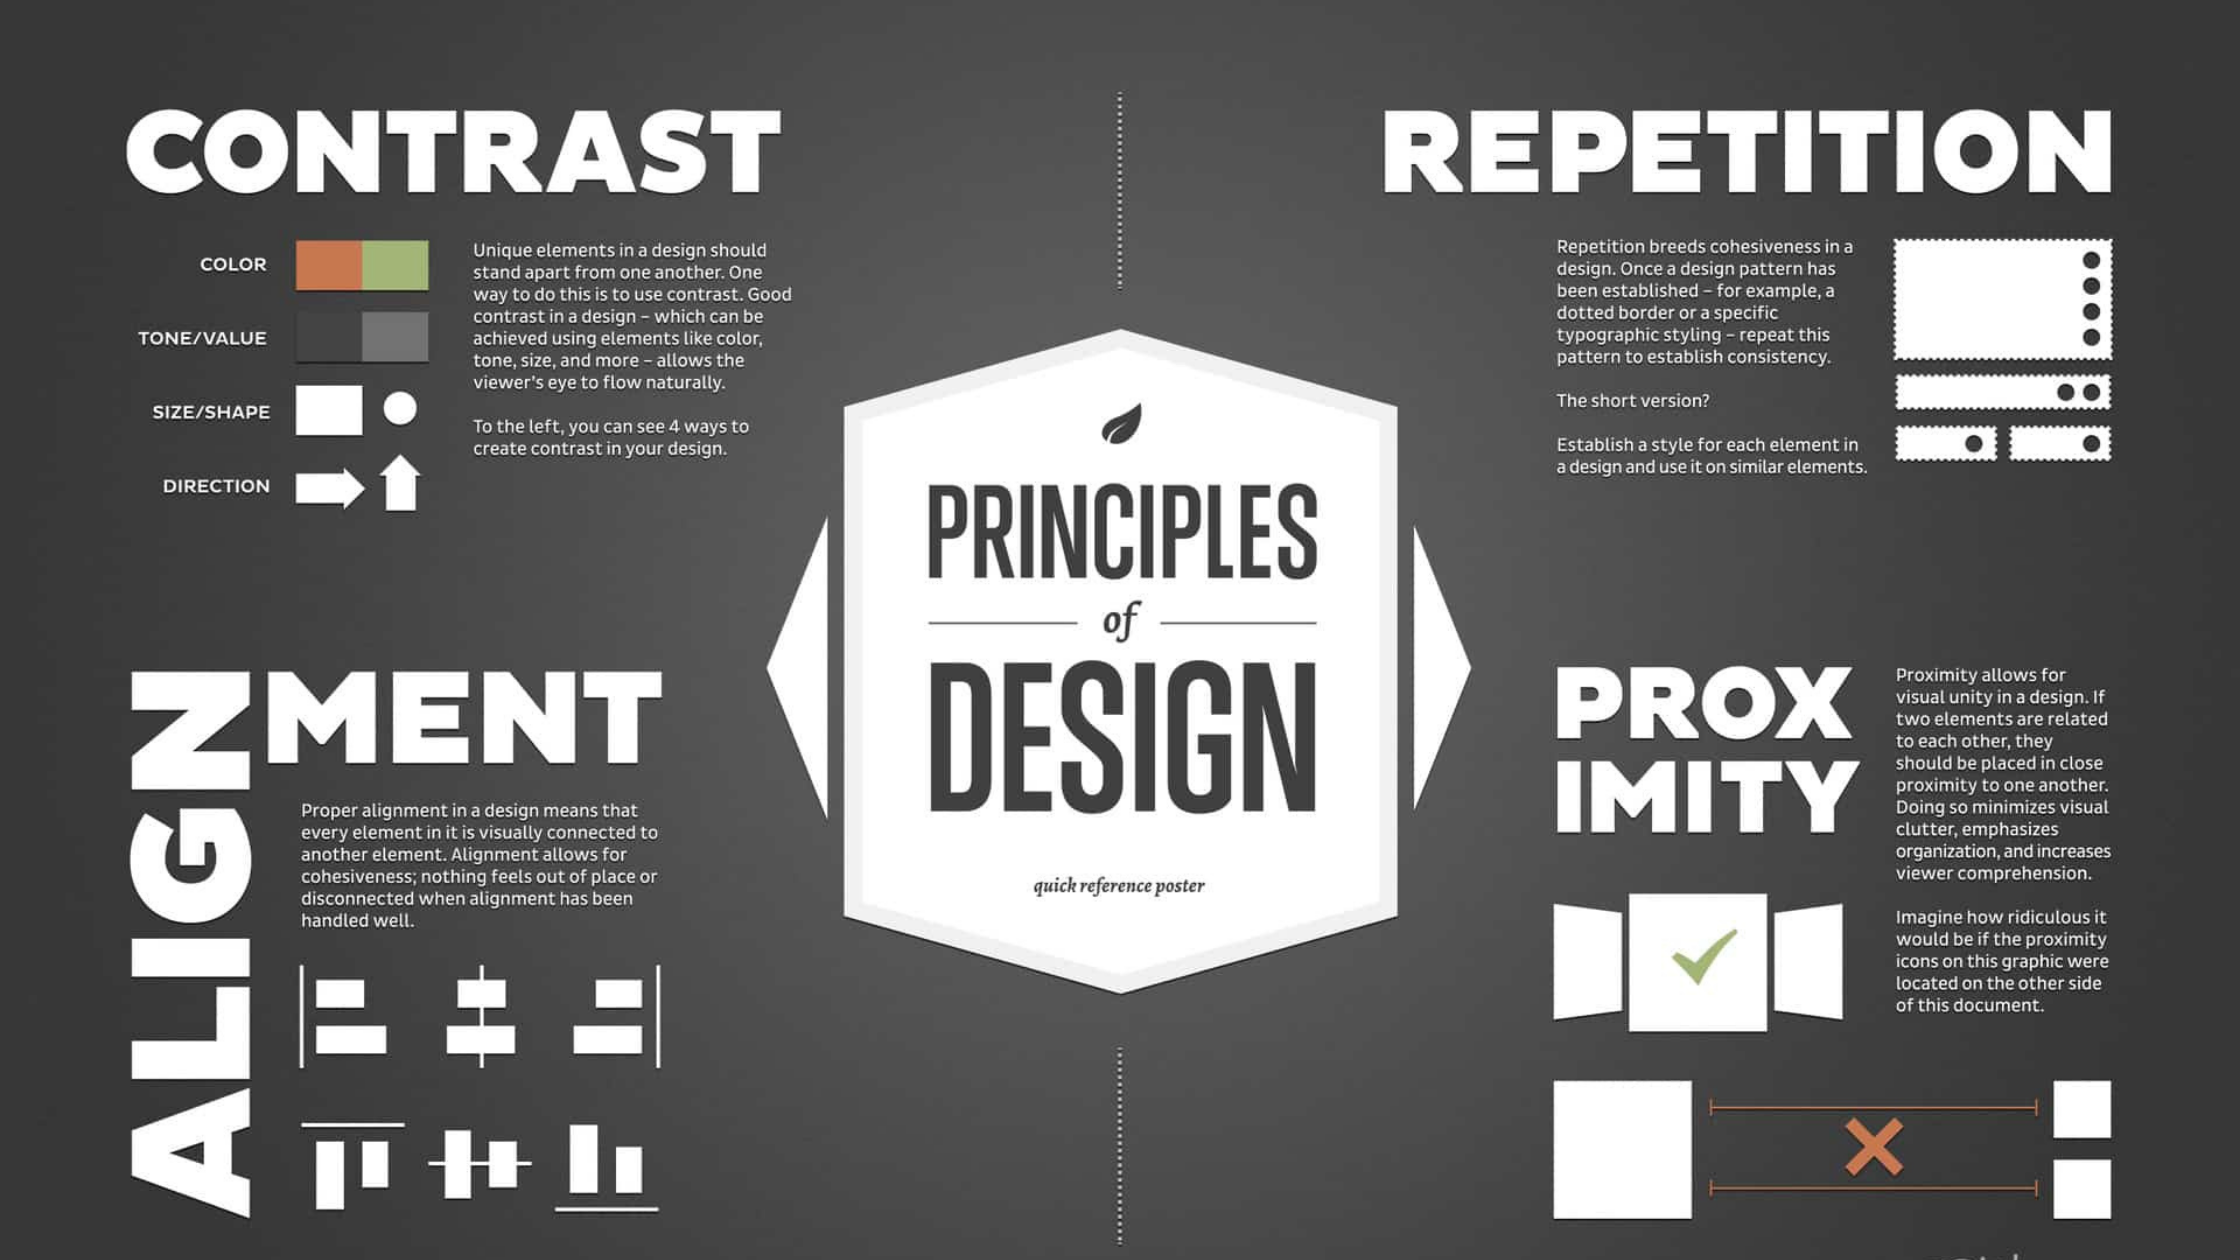 CONTRAST
COLOR
TONE/VALUE
SIZE/SHAPE
DIRECTION
Unique elements in a design should
stand apart from one another. One
way to do this is to use contrast. Good
contrast in a design – which can be
achieved using elements like color,
tone, size, and more – allows the
viewer's eye to flow naturally.
To the left, you can see 4 ways to
create contrast in your design.
REPETITION
Repetition breeds cohesiveness in a
design. Once a design pattern has
been established – for example, a
dotted border or a specific
typographic styling – repeat this
pattern to establish consistency.
The short version?
Establish a style for each element in
a design and use it on similar elements.
PRINCIPLES
of
DESIGN
quick reference poster
ALIGNMENT
Proper alignment in a design means that
every element in it is visually connected to
another element. Alignment allows for
cohesiveness; nothing feels out of place or
disconnected when alignment has been
handled well.
PROX
IMITY
Proximity allows for
visual unity in a design. If
two elements are related
to each other, they
should be placed in close
proximity to one another.
Doing so minimizes visual
clutter, emphasizes
organization, and increases
viewer comprehension.
Imagine how ridiculous it
would be if the proximity
icons on this graphic were
located on the other side
of this document.